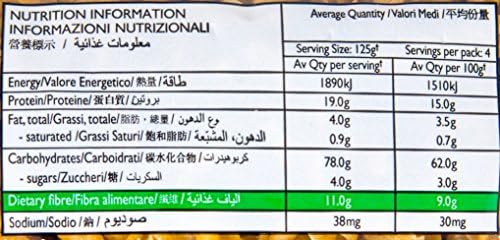 NUTRITION INFORMATION
INFORMAZIONI NUTRIZIONALI
營養標示 / معلومات غذائية
Average Quantity / Valori Medi / 平均份量
Serving Size: 125g† Servings per pack: 4
Av Qty per serving† Av Qty per 100g†
Energy/Valore Energetico/ 熱量 / طاقة 1890kJ 1510kJ
Protein/Proteine/ 蛋白質 / بروتين 19.0g 15.0g
Fat, total/Grassi, totale/ 脂肪,總量 / وع الدهون 4.0g 3.5g
- saturated /Grassi Saturi/ 飽和脂肪 / الدهون، المشبّعة 0.9g 0.7g
Carbohydrates/Carboidrati/ 碳水化合物 / كربوهيدرات 78.0g 62.0g
- sugars/Zuccheri/ 糖 / السكريات 4.0g 3.0g
Dietary fibre/Fibra alimentare/ 纖維 / الياف غذائية 11.0g 9.0g
Sodium/Sodio/ 鈉 / صوديوم 38mg 30mg